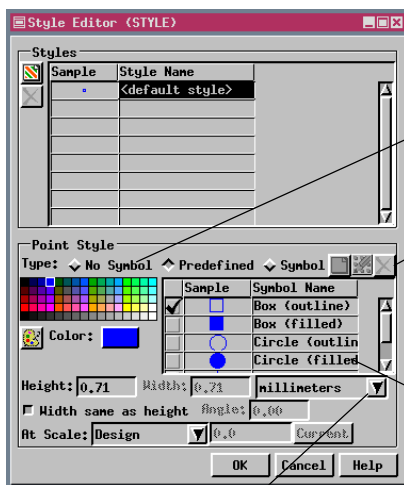 Style Editor (STYLE)
Styles
Sample Style Name
<default style>
Point Style
Type: No Symbol Predefined Symbol
Sample Symbol Name
Box (outline)
Box (filled)
Circle (outlin
Circle (filled
Color:
Height: 0.71 Width: 0.71 millimeters
Width same as height Angle: 0.00
At Scale: Design 0.0 Current
OK Cancel Help